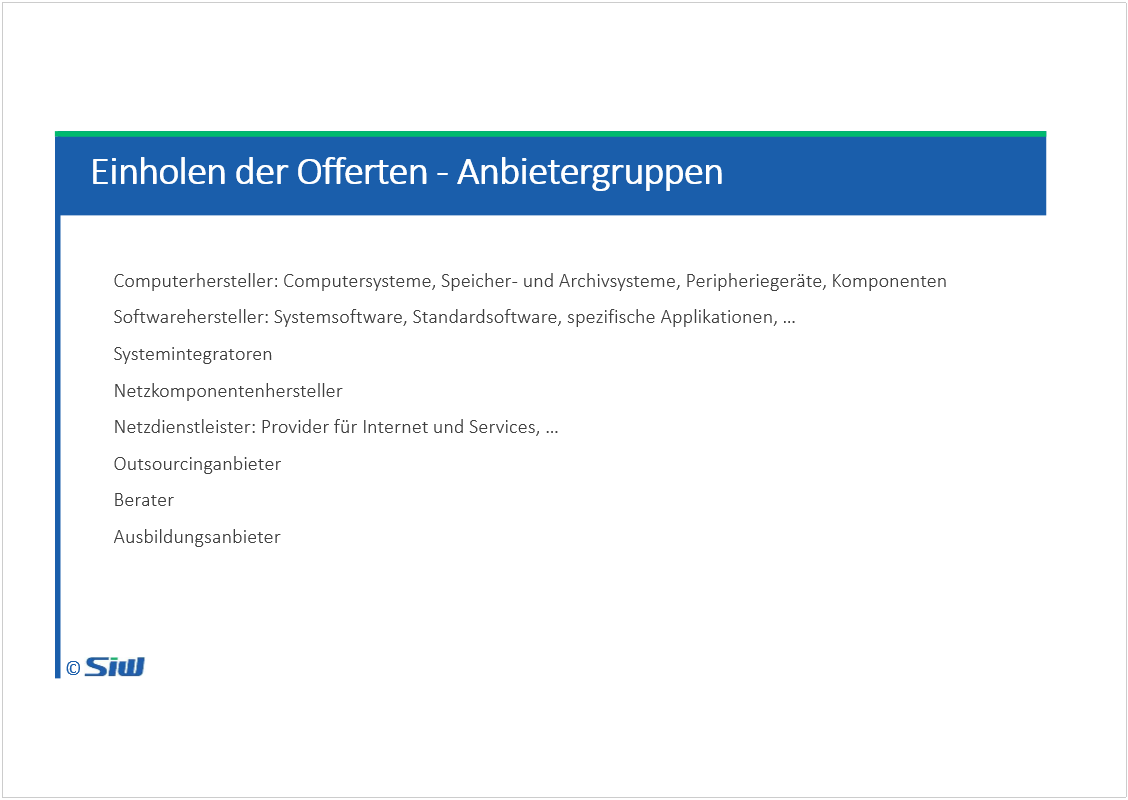 Einholen der Offerten - Anbietergruppen
Computerhersteller: Computersysteme, Speicher- und Archivsysteme, Peripheriegeräte, Komponenten
Softwarehersteller: Systemsoftware, Standardsoftware, spezifische Applikationen, ...
Systemintegratoren
Netzkomponentenhersteller
Netzdienstleister: Provider für Internet und Services, ...
Outsourcinganbieter
Berater
Ausbildungsanbieter
© SiW